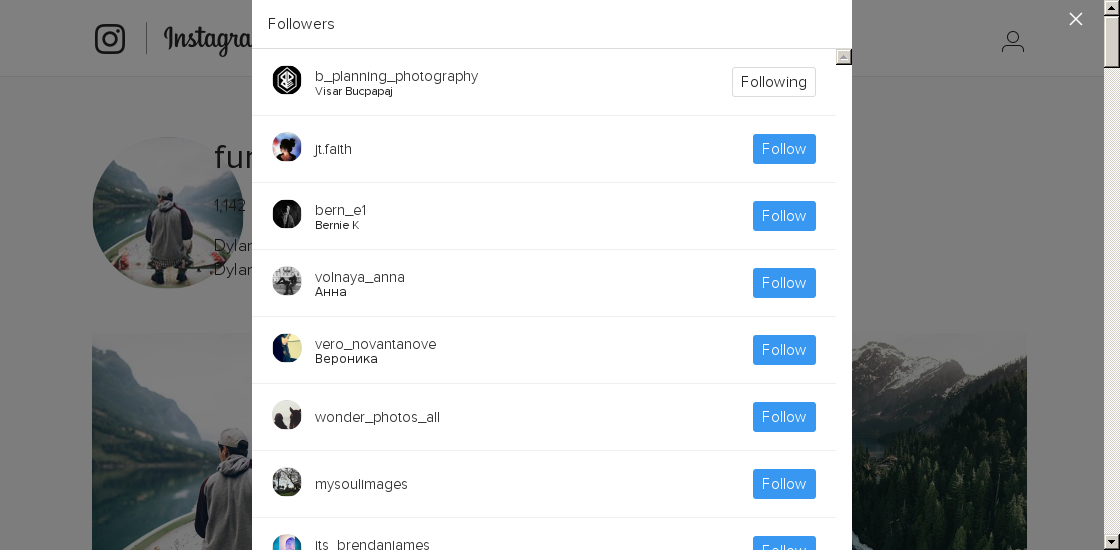 Followers
Instagra
b_planning_photography
Visar Bucpapaj
Following
jt.faith
Follow
bern_e1
Bernie K
Follow
volnaya_anna
Анна
Follow
vero_novantanove
Вероника
Follow
wonder_photos_all
Follow
mysoulimages
Follow
its_brendanjames
Follow
fur
1,142
Dylan
Dylan